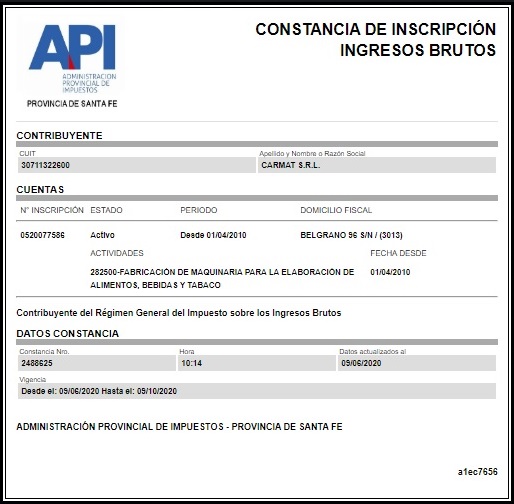 API
ADMINISTRACION
PROVINCIAL DE
IMPUESTOS
PROVINCIA DE SANTA FE
CONSTANCIA DE INSCRIPCIÓN
INGRESOS BRUTOS
CONTRIBUYENTE
CUIT Apellido y Nombre o Razón Social
30711322600 CARMAT S.R.L.
CUENTAS
N° INSCRIPCIÓN ESTADO PERIODO DOMICILIO FISCAL
0520077586 Activo Desde 01/04/2010 BELGRANO 96 S/N / (3013)
ACTIVIDADES FECHA DESDE
282500-FABRICACIÓN DE MAQUINARIA PARA LA ELABORACIÓN DE 01/04/2010
ALIMENTOS, BEBIDAS Y TABACO
Contribuyente del Régimen General del Impuesto sobre los Ingresos Brutos
DATOS CONSTANCIA
Constancia Nro. Hora Datos actualizados al
2488625 10:14 09/06/2020
Vigencia
Desde el: 09/06/2020 Hasta el: 09/10/2020
ADMINISTRACIÓN PROVINCIAL DE IMPUESTOS - PROVINCIA DE SANTA FE
a1ec7656